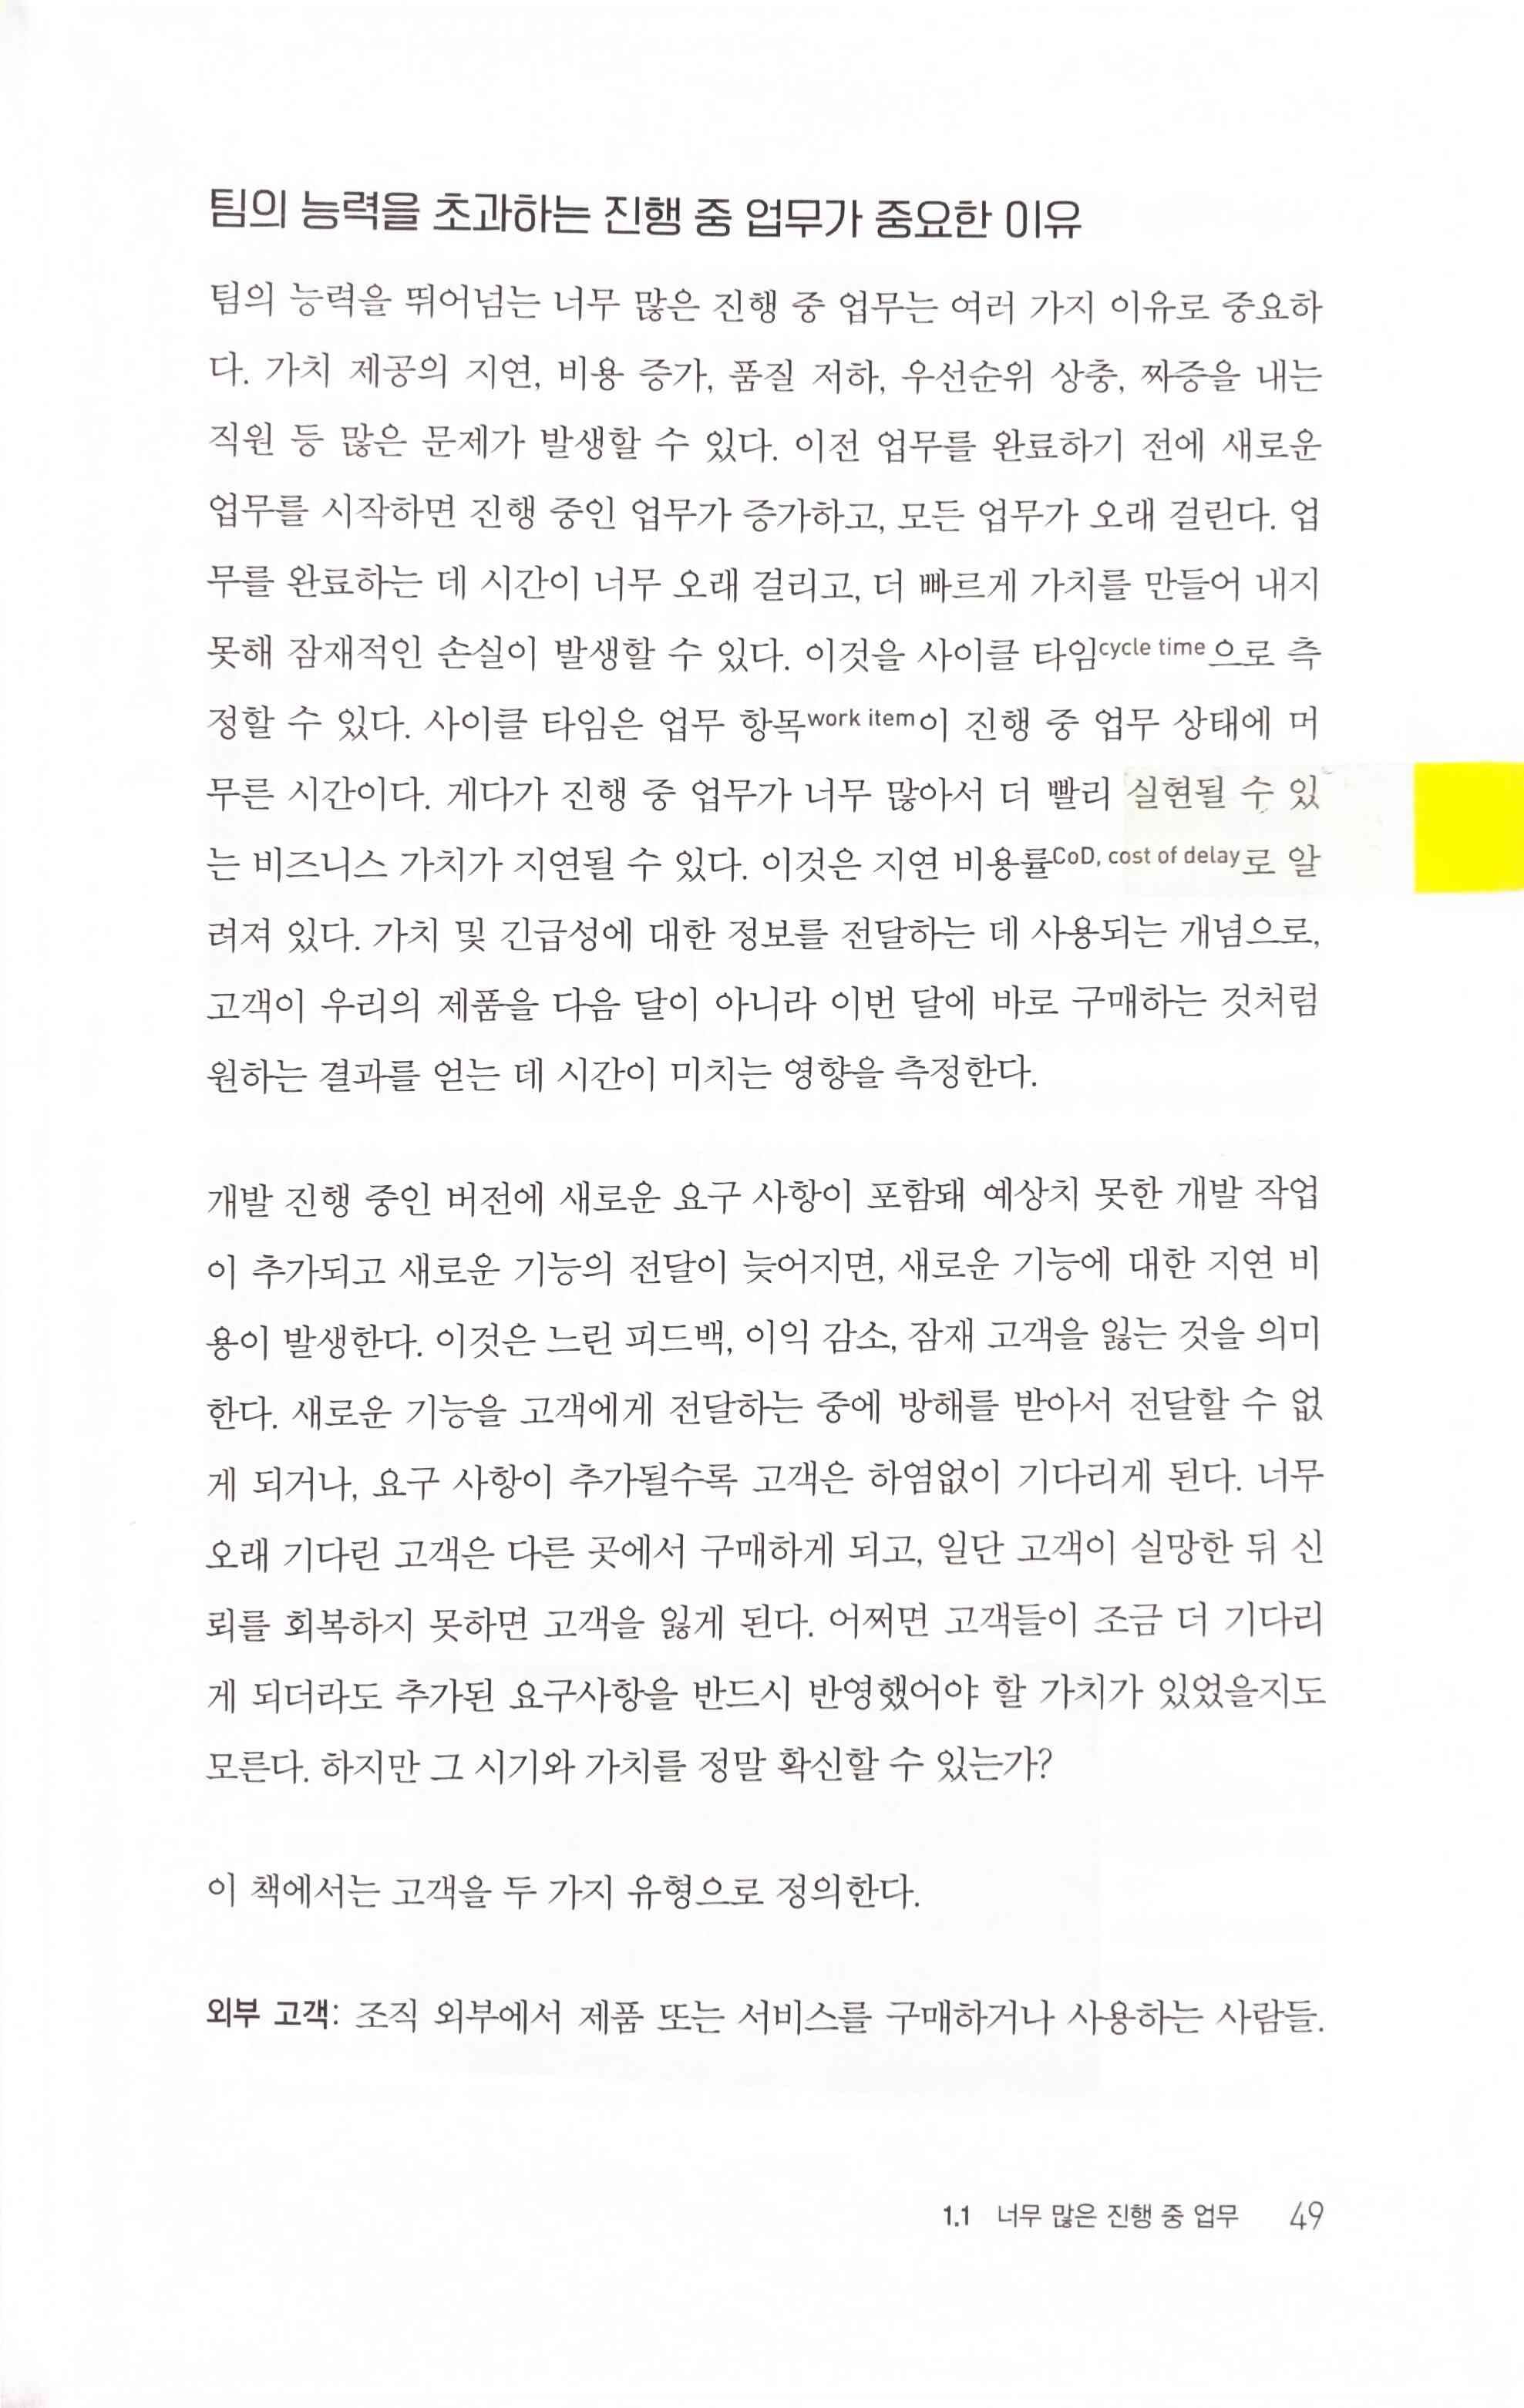 팀의 능력을 초과하는 진행 중 업무가 중요한 이유
팀의 능력을 뛰어넘는 너무 많은 진행 중 업무는 여러 가지 이유로 중요하
다. 가치 제공의 지연, 비용 증가, 품질 저하, 우선순위 상충, 짜증을 내는
직원 등 많은 문제가 발생할 수 있다. 이전 업무를 완료하기 전에 새로운
업무를 시작하면 진행 중인 업무가 증가하고, 모든 업무가 오래 걸린다. 업
무를 완료하는 데 시간이 너무 오래 걸리고, 더 빠르게 가치를 만들어 내지
못해 잠재적인 손실이 발생할 수 있다. 이것을 사이클 타임cycle time으로 측
정할 수 있다. 사이클 타임은 업무 항목work item이 진행 중 업무 상태에 머
무른 시간이다. 게다가 진행 중 업무가 너무 많아서 더 빨리 실현될 수 있
는 비즈니스 가치가 지연될 수 있다. 이것은 지연 비용률CoD, cost of delay로 알
려져 있다. 가치 및 긴급성에 대한 정보를 전달하는 데 사용되는 개념으로,
고객이 우리의 제품을 다음 달이 아니라 이번 달에 바로 구매하는 것처럼
원하는 결과를 얻는 데 시간이 미치는 영향을 측정한다.
개발 진행 중인 버전에 새로운 요구 사항이 포함돼 예상치 못한 개발 작업
이 추가되고 새로운 기능의 전달이 늦어지면, 새로운 기능에 대한 지연 비
용이 발생한다. 이것은 느린 피드백, 이익 감소, 잠재 고객을 잃는 것을 의미
한다. 새로운 기능을 고객에게 전달하는 중에 방해를 받아서 전달할 수 없
게 되거나, 요구 사항이 추가될수록 고객은 하염없이 기다리게 된다. 너무
오래 기다린 고객은 다른 곳에서 구매하게 되고, 일단 고객이 실망한 뒤 신
뢰를 회복하지 못하면 고객을 잃게 된다. 어쩌면 고객들이 조금 더 기다리
게 되더라도 추가된 요구사항을 반드시 반영했어야 할 가치가 있었을지도
모른다. 하지만 그 시기와 가치를 정말 확신할 수 있는가?
이 책에서는 고객을 두 가지 유형으로 정의한다.
외부 고객: 조직 외부에서 제품 또는 서비스를 구매하거나 사용하는 사람들.
1.1 너무 많은 진행 중 업무 49